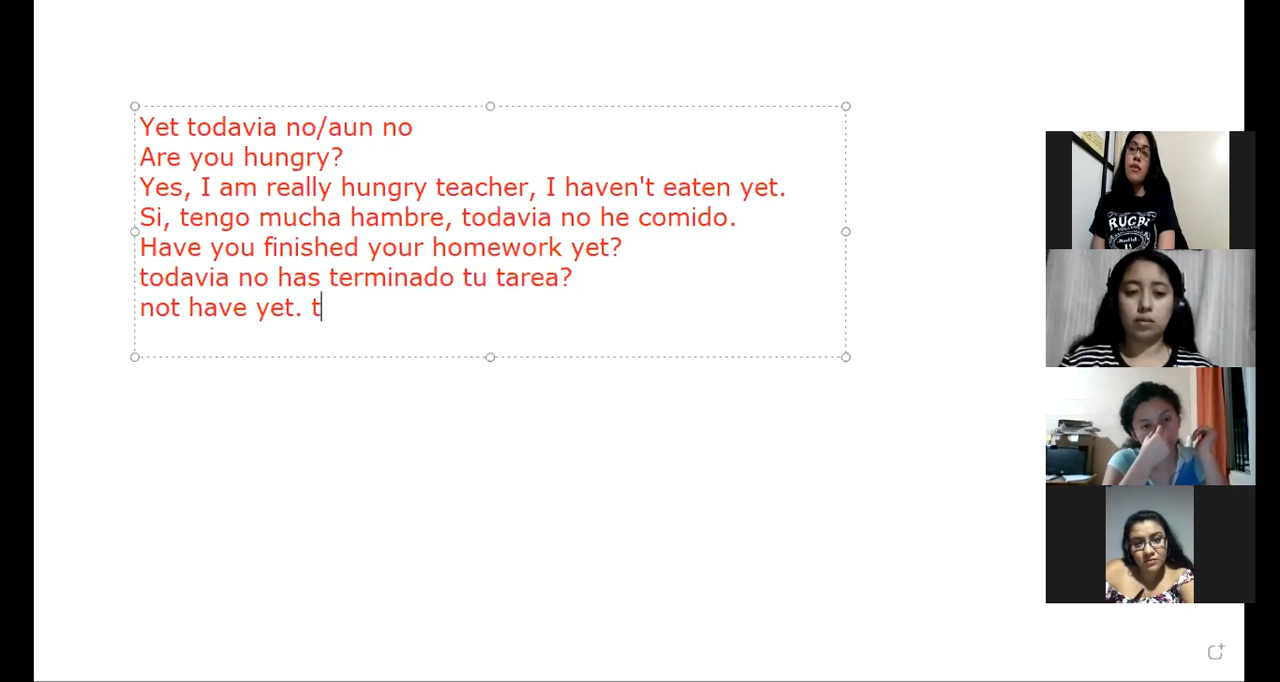 Yet todavia no/aun no
Are you hungry?
Yes, I am really hungry teacher, I haven't eaten yet.
Si, tengo mucha hambre, todavia no he comido.
Have you finished your homework yet?
todavia no has terminado tu tarea?
not have yet. t
RUGBY